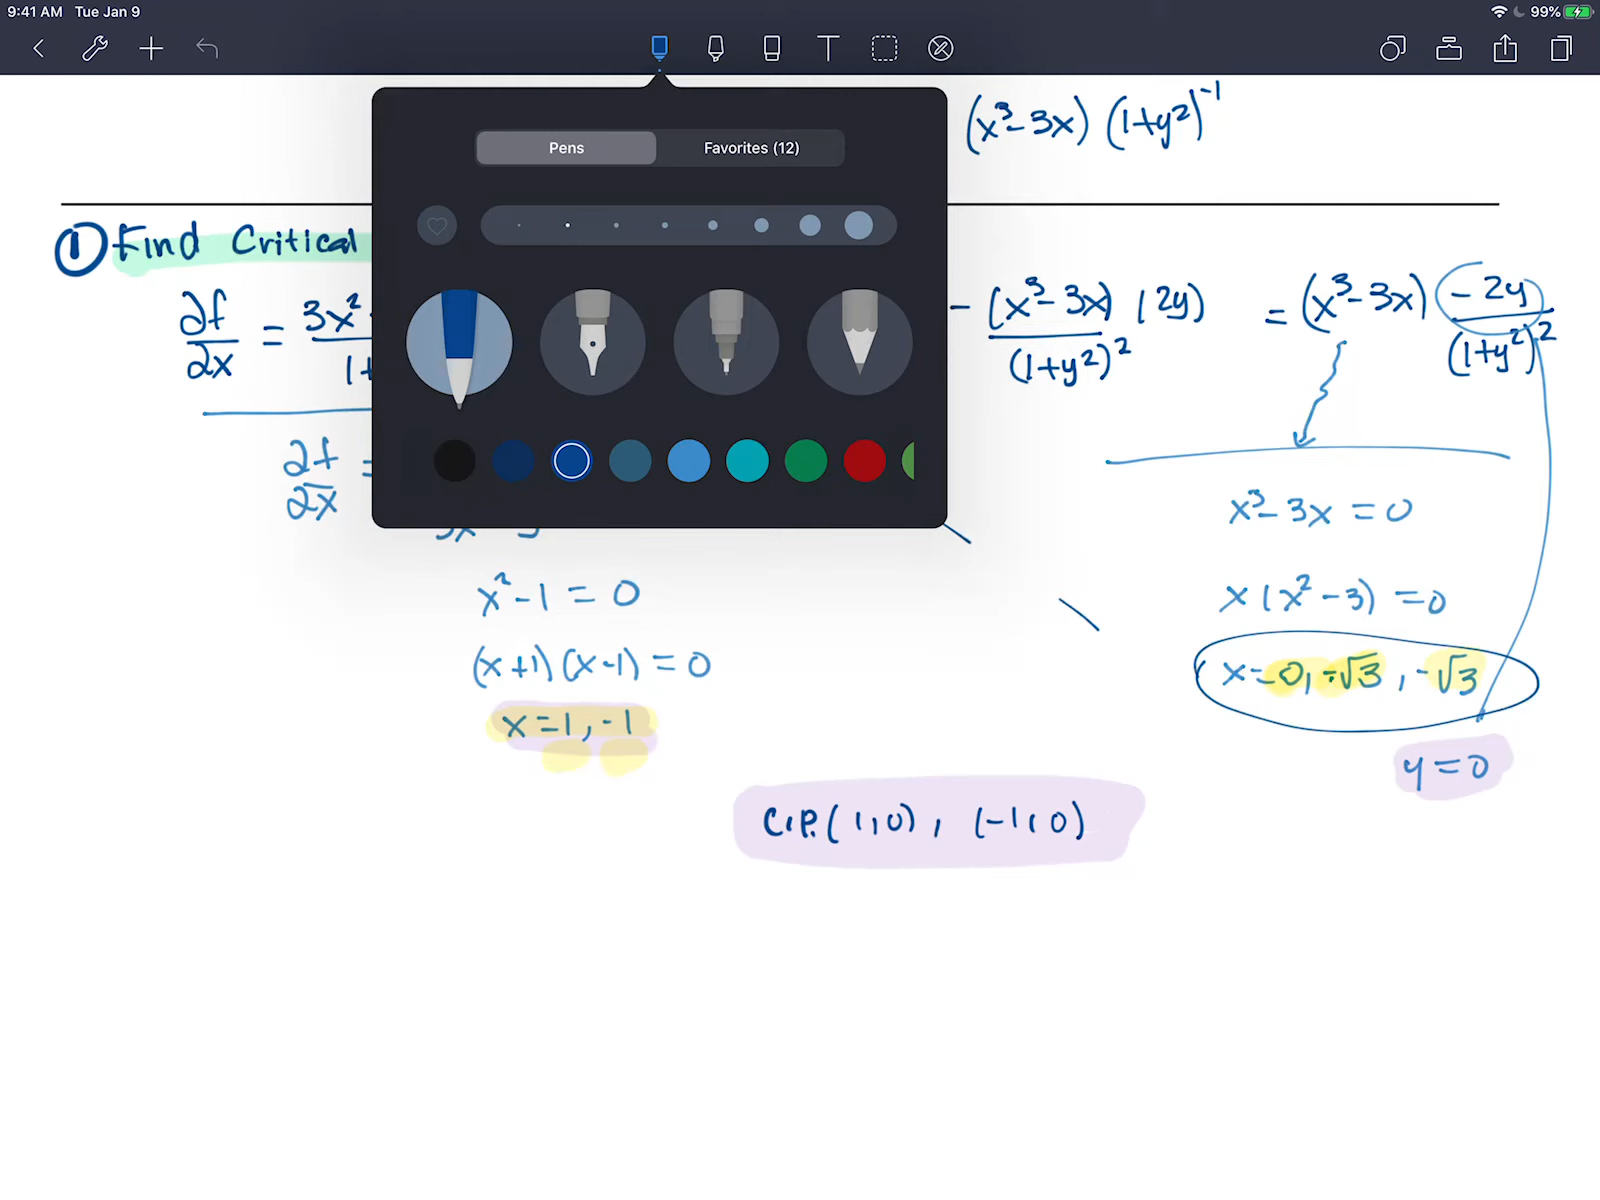 9:41 AM Tue Jan 9
99%
Pens
Favorites (12)
(x³-3x) (1+y²)⁻¹
① Find Critical
∂f/∂x = 3x²
1+
- (x³-3x) (2y) / (1+y²)²
= (x³-3x) -2y / (1+y²)²
∂f/∂x =
x³-3x = 0
x²-1 = 0
x(x²-3) = 0
(x+1)(x-1) = 0
x=0, -√3, -√3
x=1, -1
y=0
C.P. (1,0), (-1,0)